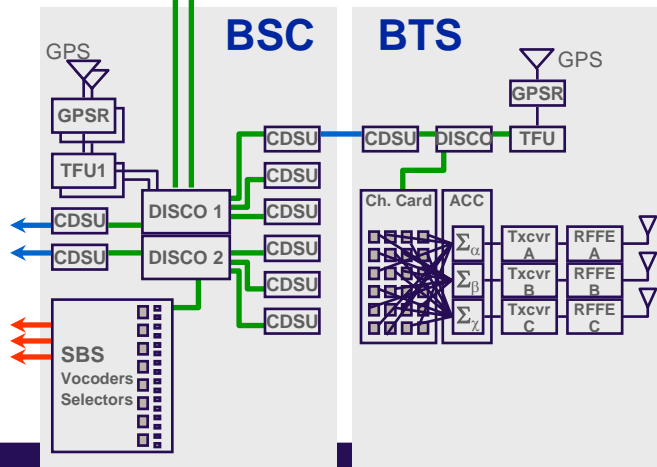 BSC
BTS
GPS
GPSR
TFU1
CDSU
CDSU
DISCO 1
DISCO 2
CDSU
CDSU
CDSU
CDSU
CDSU
CDSU
SBS
Vocoders
Selectors
GPS
GPSR
CDSU
DISCO
TFU
Ch. Card
ACC
Σα
Σβ
Σχ
Txcvr
A
Txcvr
B
Txcvr
C
RFFE
A
RFFE
B
RFFE
C